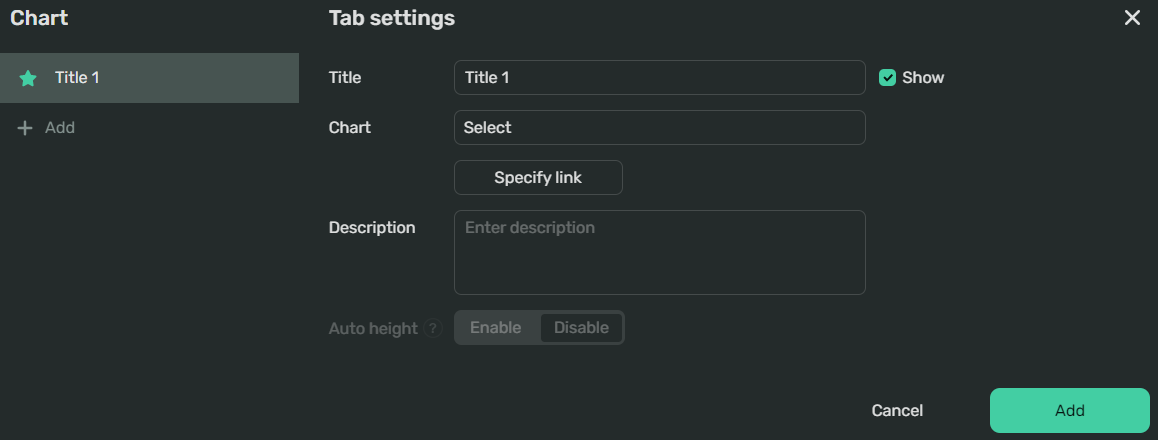 Chart
Tab settings
Title 1
Add
Title
Title 1
Show
Chart
Select
Specify link
Description
Enter description
Auto height ?
Enable
Disable
Cancel
Add